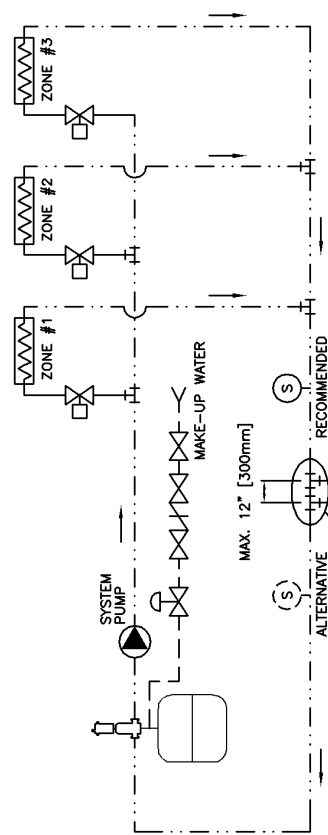 ZONE #3
ZONE #2
ZONE #1
MAKE-UP WATER
SYSTEM
PUMP
MAX. 12" [300mm]
S
RECOMMENDED
S
ALTERNATIVE